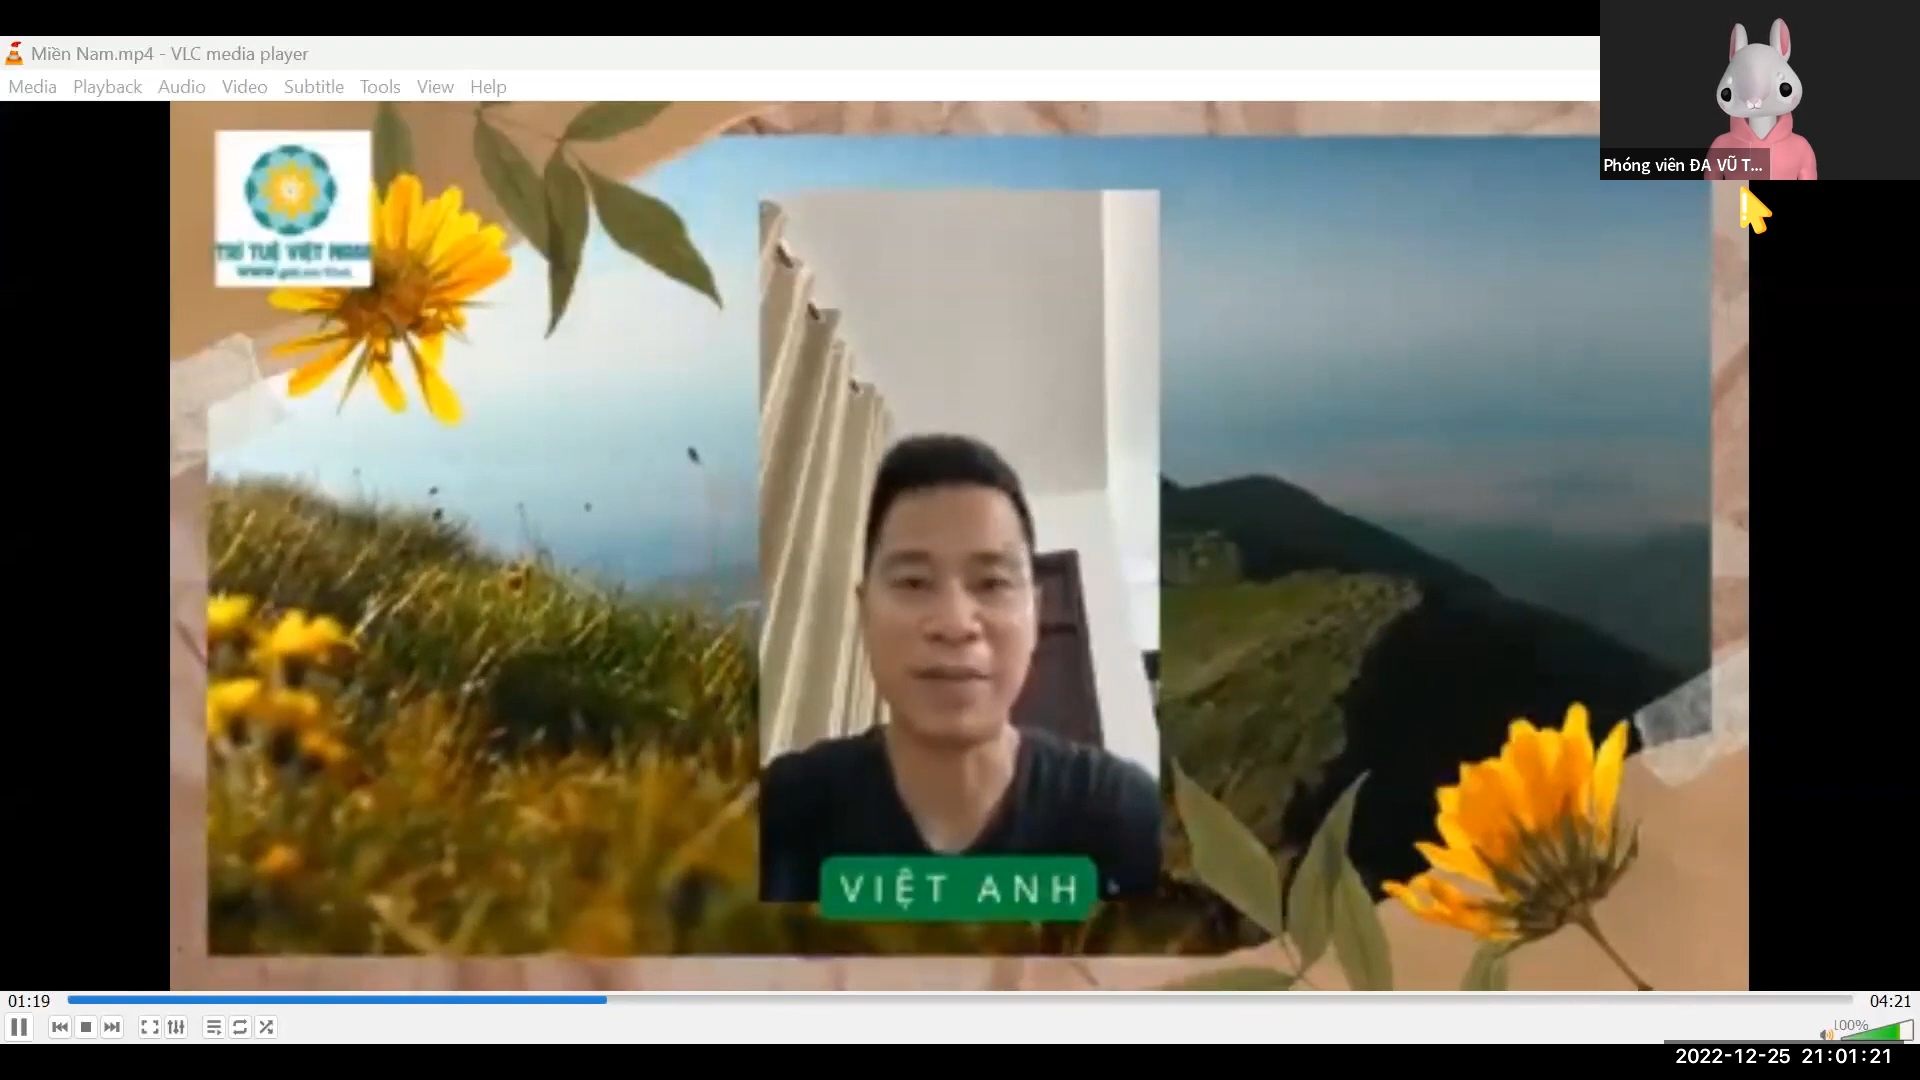 Miền Nam.mp4 - VLC media player
Media Playback Audio Video Subtitle Tools View Help
Phóng viên ĐA VŨ T...
TRÍ TUỆ VIỆT NAM
VIỆT ANH
01:19
04:21
100%
2022-12-25 21:01:21